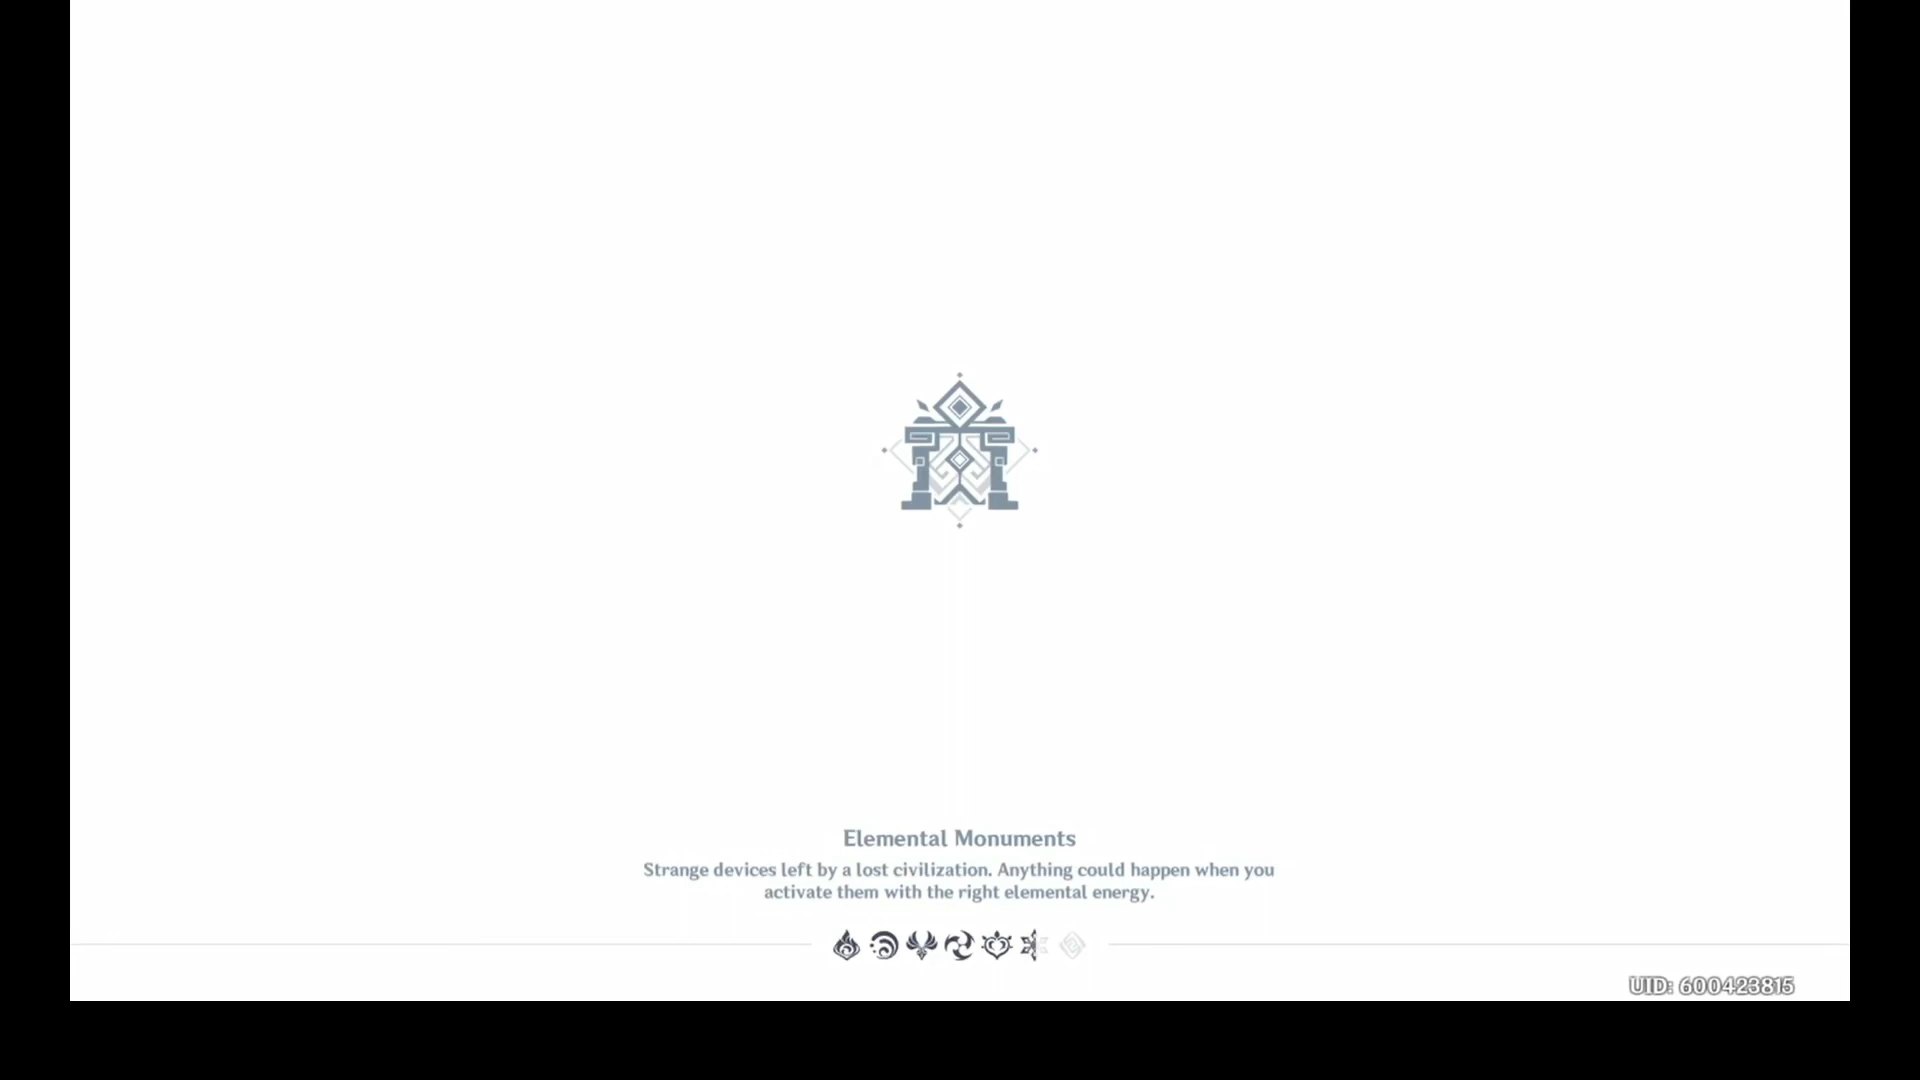 Elemental Monuments
Strange devices left by a lost civilization. Anything could happen when you
activate them with the right elemental energy.
UID: 600423815